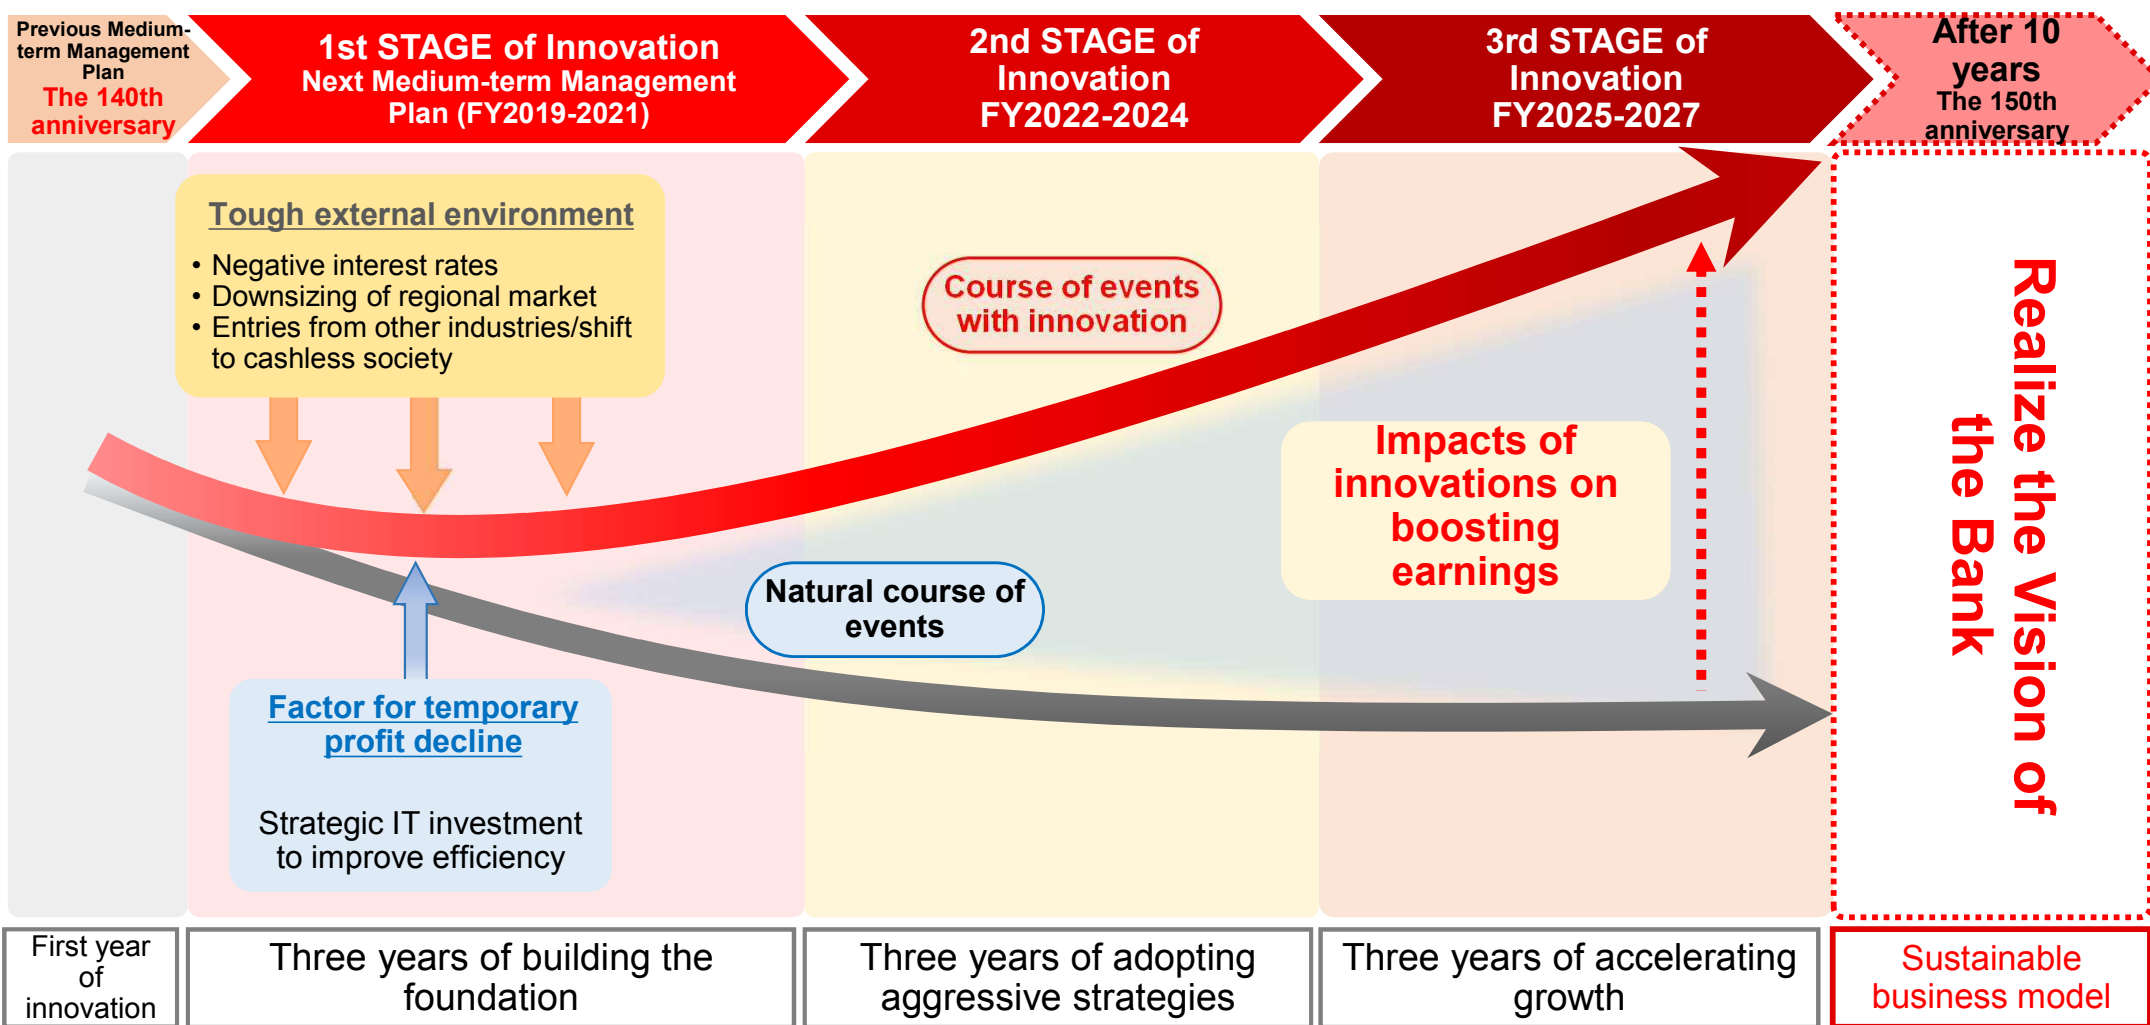 Previous Medium-
term Management
Plan
The 140th
anniversary
1st STAGE of Innovation
Next Medium-term Management
Plan (FY2019-2021)
2nd STAGE of
Innovation
FY2022-2024
3rd STAGE of
Innovation
FY2025-2027
After 10
years
The 150th
anniversary
Tough external environment
• Negative interest rates
• Downsizing of regional market
• Entries from other industries/shift
to cashless society
Course of events
with innovation
Impacts of
innovations on
boosting
earnings
Natural course of
events
Factor for temporary
profit decline
Strategic IT investment
to improve efficiency
Realize the Vision of
the Bank
First year
of
innovation
Three years of building the
foundation
Three years of adopting
aggressive strategies
Three years of accelerating
growth
Sustainable
business model